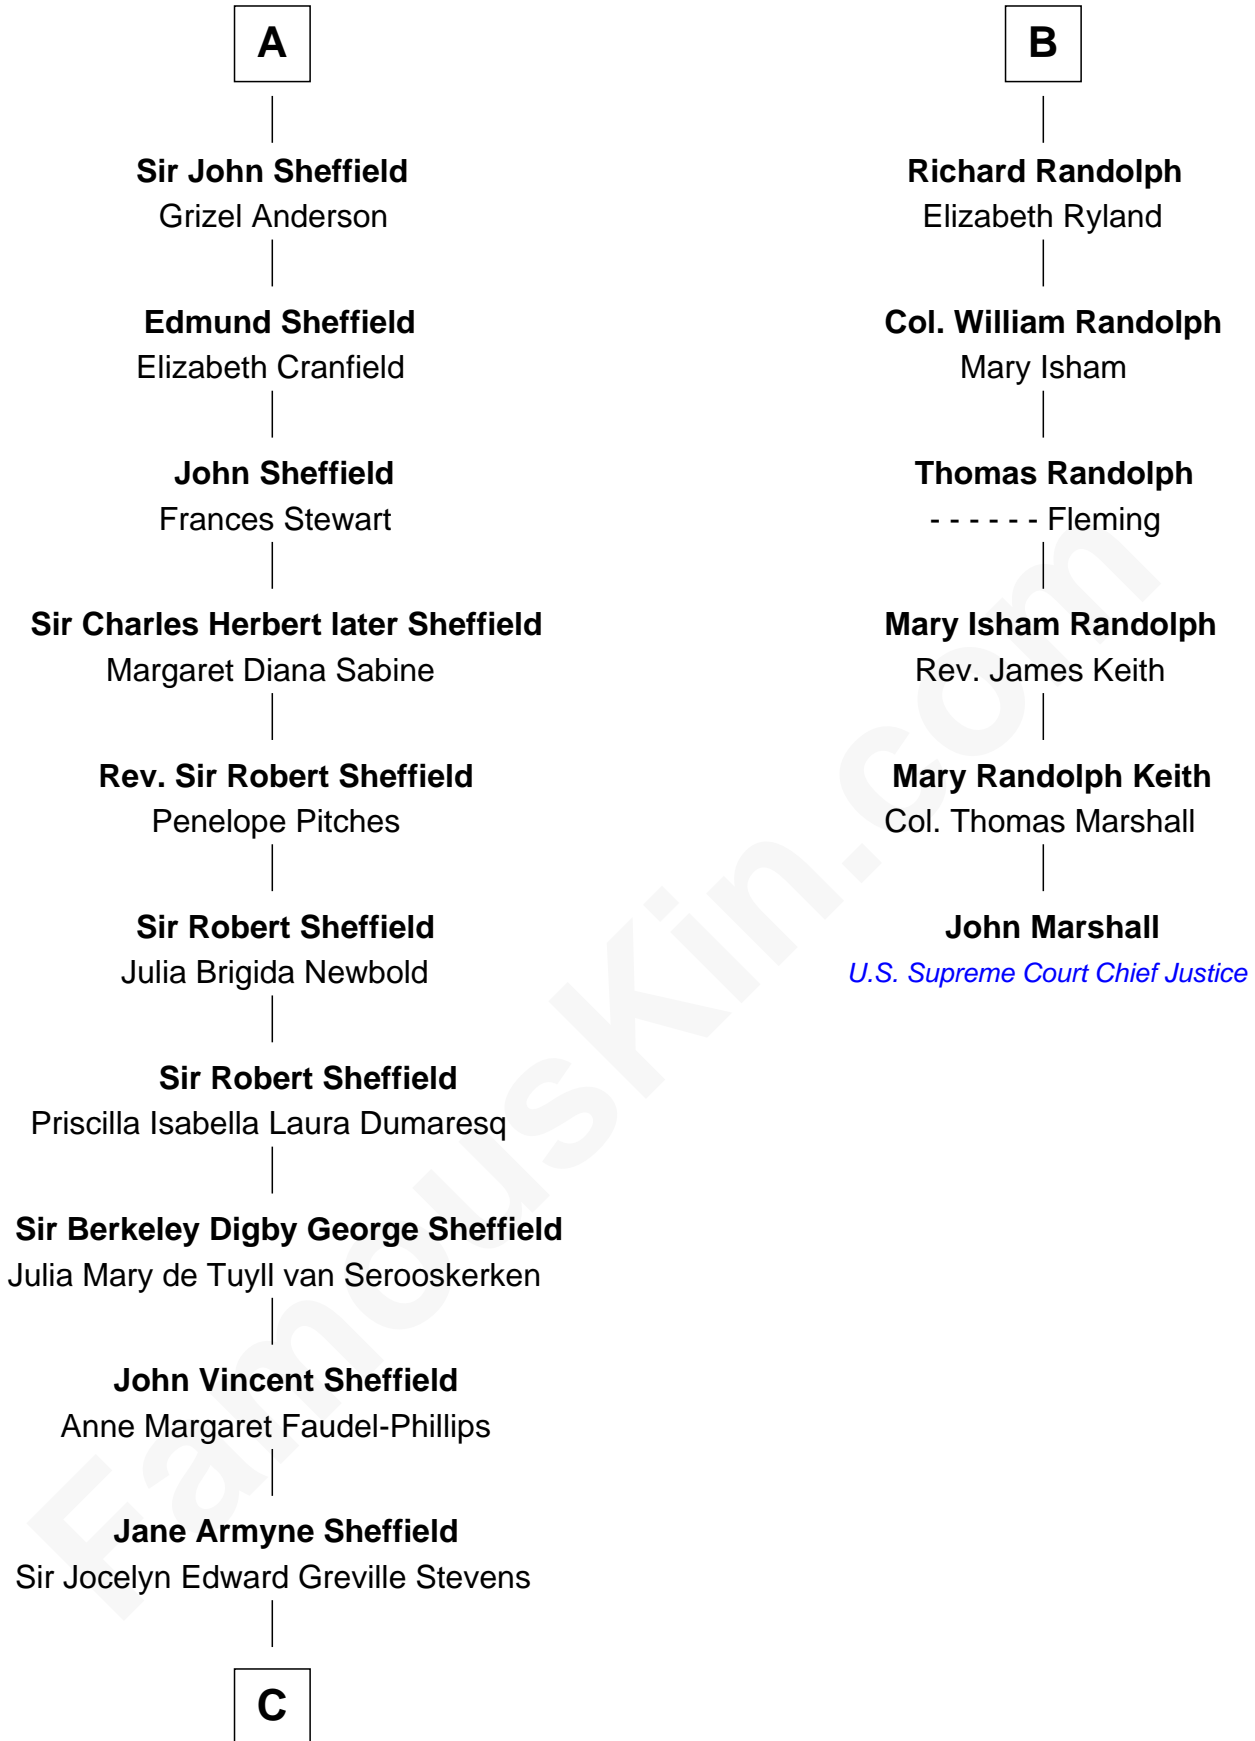 A
Sir John Sheffield
Grizel Anderson
Edmund Sheffield
Elizabeth Cranfield
John Sheffield
Frances Stewart
Sir Charles Herbert later Sheffield
Margaret Diana Sabine
Rev. Sir Robert Sheffield
Penelope Pitches
Sir Robert Sheffield
Julia Brigida Newbold
Sir Robert Sheffield
Priscilla Isabella Laura Dumaresq
Sir Berkeley Digby George Sheffield
Julia Mary de Tuyll van Serooskerken
John Vincent Sheffield
Anne Margaret Faudel-Phillips
Jane Armyne Sheffield
Sir Jocelyn Edward Greville Stevens
C
B
Richard Randolph
Elizabeth Ryland
Col. William Randolph
Mary Isham
Thomas Randolph
- - - - - - Fleming
Mary Isham Randolph
Rev. James Keith
Mary Randolph Keith
Col. Thomas Marshall
John Marshall
U.S. Supreme Court Chief Justice
FamousKin.com